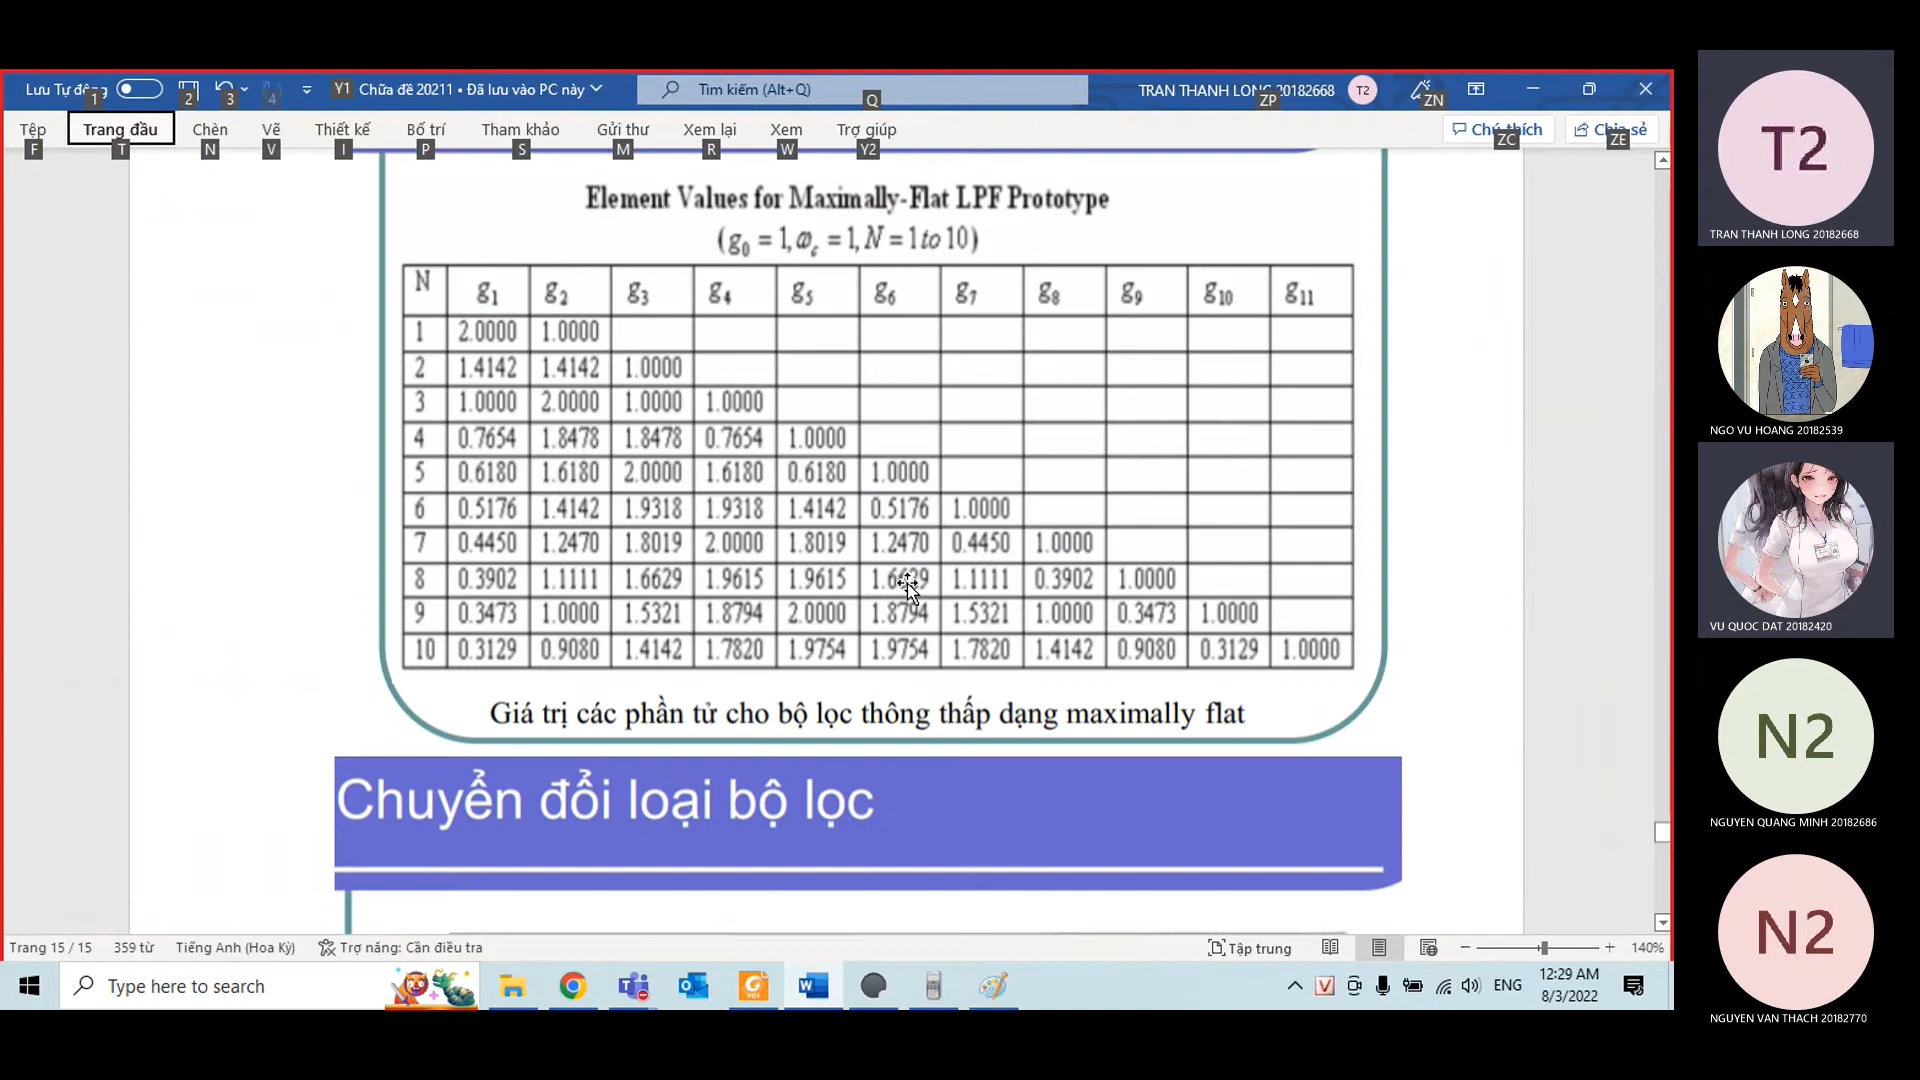 Lưu Tự động
Chữa đề 20211 • Đã lưu vào PC này
Tìm kiếm (Alt+Q)
TRAN THANH LONG 20182668
T2
1 2 3 4 Y1 Q ZP ZN
Tệp Trang đầu Chèn Vẽ Thiết kế Bố trí Tham khảo Gửi thư Xem lại Xem Trợ giúp
Chú thích Chia sẻ
F T N V I P S M R W Y2 ZC ZE
Element Values for Maximally-Flat LPF Prototype
(g0 = 1, ωc = 1, N = 1 to 10)
N g1 g2 g3 g4 g5 g6 g7 g8 g9 g10 g11
1 2.0000 1.0000
2 1.4142 1.4142 1.0000
3 1.0000 2.0000 1.0000 1.0000
4 0.7654 1.8478 1.8478 0.7654 1.0000
5 0.6180 1.6180 2.0000 1.6180 0.6180 1.0000
6 0.5176 1.4142 1.9318 1.9318 1.4142 0.5176 1.0000
7 0.4450 1.2470 1.8019 2.0000 1.8019 1.2470 0.4450 1.0000
8 0.3902 1.1111 1.6629 1.9615 1.9615 1.6629 1.1111 0.3902 1.0000
9 0.3473 1.0000 1.5321 1.8794 2.0000 1.8794 1.5321 1.0000 0.3473 1.0000
10 0.3129 0.9080 1.4142 1.7820 1.9754 1.9754 1.7820 1.4142 0.9080 0.3129 1.0000
Giá trị các phần tử cho bộ lọc thông thấp dạng maximally flat
Chuyển đổi loại bộ lọc
Trang 15 / 15 359 từ Tiếng Anh (Hoa Kỳ) Trợ năng: Cần điều tra
Tập trung
140%
Type here to search
ENG
12:29 AM
8/3/2022
T2
TRAN THANH LONG 20182668
NGO VU HOANG 20182539
VU QUOC DAT 20182420
N2
NGUYEN QUANG MINH 20182686
N2
NGUYEN VAN THACH 20182770